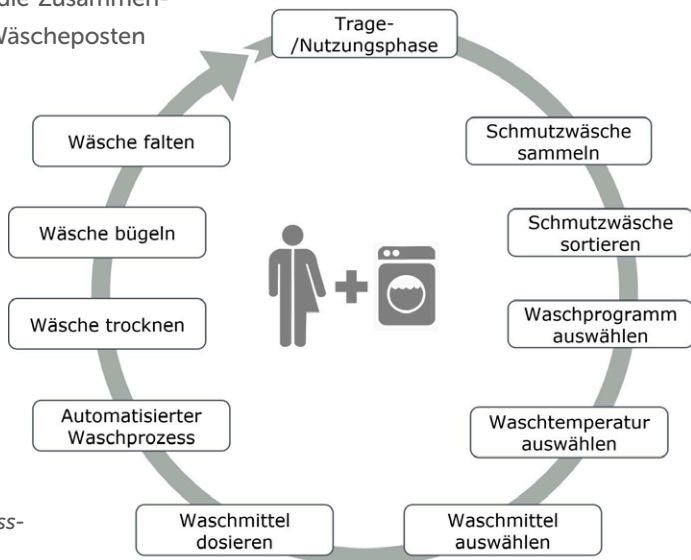 die Zusammen-
Wäscheposten
Trage-
/Nutzungsphase
Schmutzwäsche
sammeln
Schmutzwäsche
sortieren
Waschprogramm
auswählen
Waschtemperatur
auswählen
Waschmittel
auswählen
Waschmittel
dosieren
Automatisierter
Waschprozess
Wäsche trocknen
Wäsche bügeln
Wäsche falten
ss-